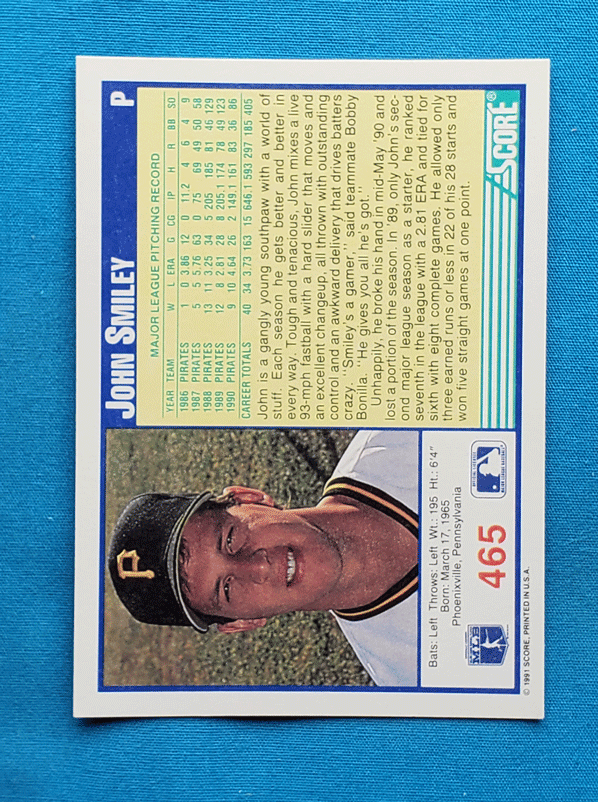 JOHN SMILEY P
MAJOR LEAGUE PITCHING RECORD
YEAR TEAM W L ERA G CG IP H R BB SO
1986 PIRATES 1 0 3.86 12 0 11.2 4 6 4 9
1987 PIRATES 5 5 5.76 63 0 75 69 49 50 58
1988 PIRATES 13 11 3.25 34 5 205 185 81 46 129
1989 PIRATES 12 8 2.81 28 8 205.1 174 78 49 123
1990 PIRATES 9 10 4.64 26 2 149.1 161 83 36 86
CAREER TOTALS 40 34 3.73 163 15 646.1 593 297 185 405
John is a gangly young southpaw with a world of
stuff. Each season he gets better and better in
every way. Tough and tenacious, John mixes a live
93-mph fastball with a hard slider that moves and
an excellent changeup, all thrown with outstanding
control and an awkward delivery that drives batters
crazy. "Smiley's a gamer," said teammate Bobby
Bonilla. "He gives you all he's got."
Unhappily, he broke his hand in mid-May '90 and
lost a portion of the season. In '89, only John's sec-
ond major league season as a starter, he ranked
seventh in the league with a 2.81 ERA and tied for
sixth with eight complete games. He allowed only
three earned runs or less in 22 of his 28 starts and
won five straight games at one point.
SCORE®
P
Bats: Left Throws: Left Wt.: 195 Ht.: 6'4"
Born: March 17, 1965
Phoenixville, Pennsylvania
465
MLB
© 1991 SCORE, PRINTED IN U.S.A.